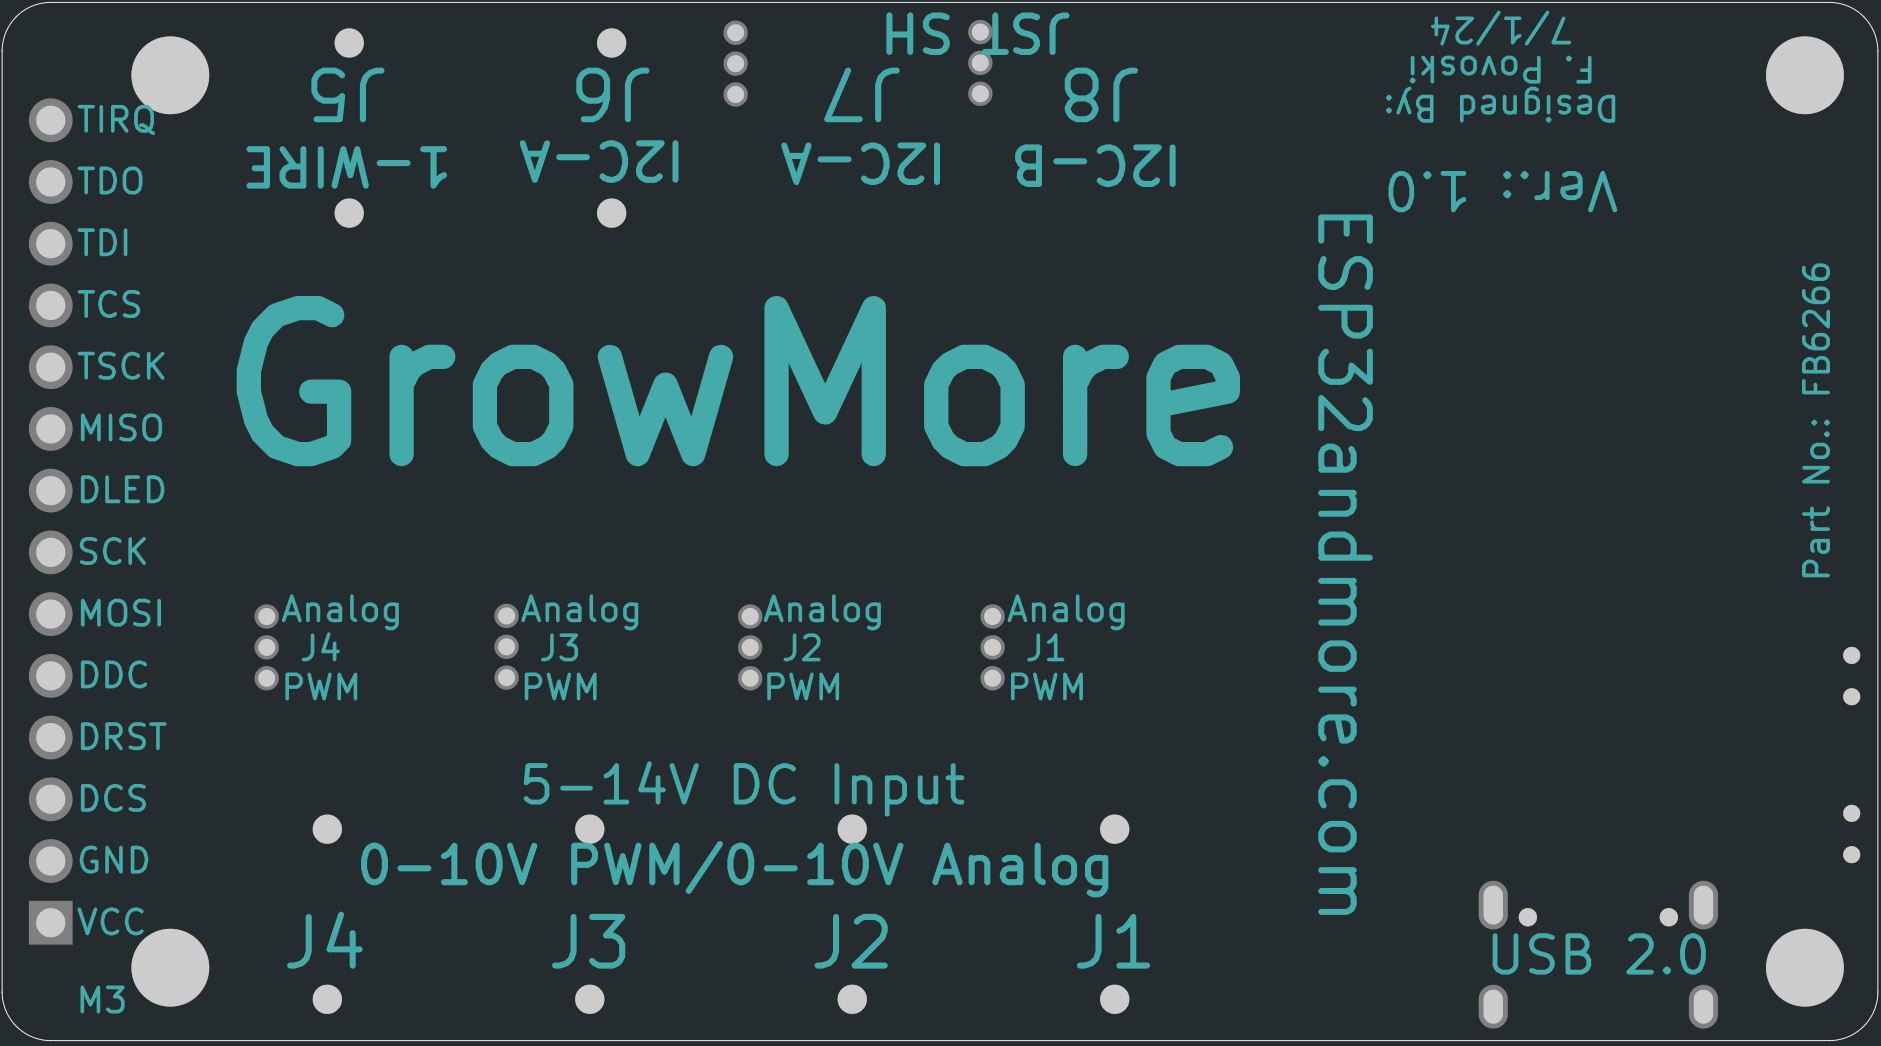 Part No.: FB6266
USB 2.0
Ver.: 1.0
Designed By:
F. Povoski
7/1/24
ESP32andmore.com
GrowMore
I2C-B
J8
JST SH
I2C-A
J7
I2C-A
J6
1-WIRE
J5
Analog
J1
PWM
Analog
J2
PWM
Analog
J3
PWM
Analog
J4
PWM
5-14V DC Input
0-10V PWM/0-10V Analog
J1
J2
J3
J4
TIRQ
TDO
TDI
TCS
TSCK
MISO
DLED
SCK
MOSI
DDC
DRST
DCS
GND
VCC
M3